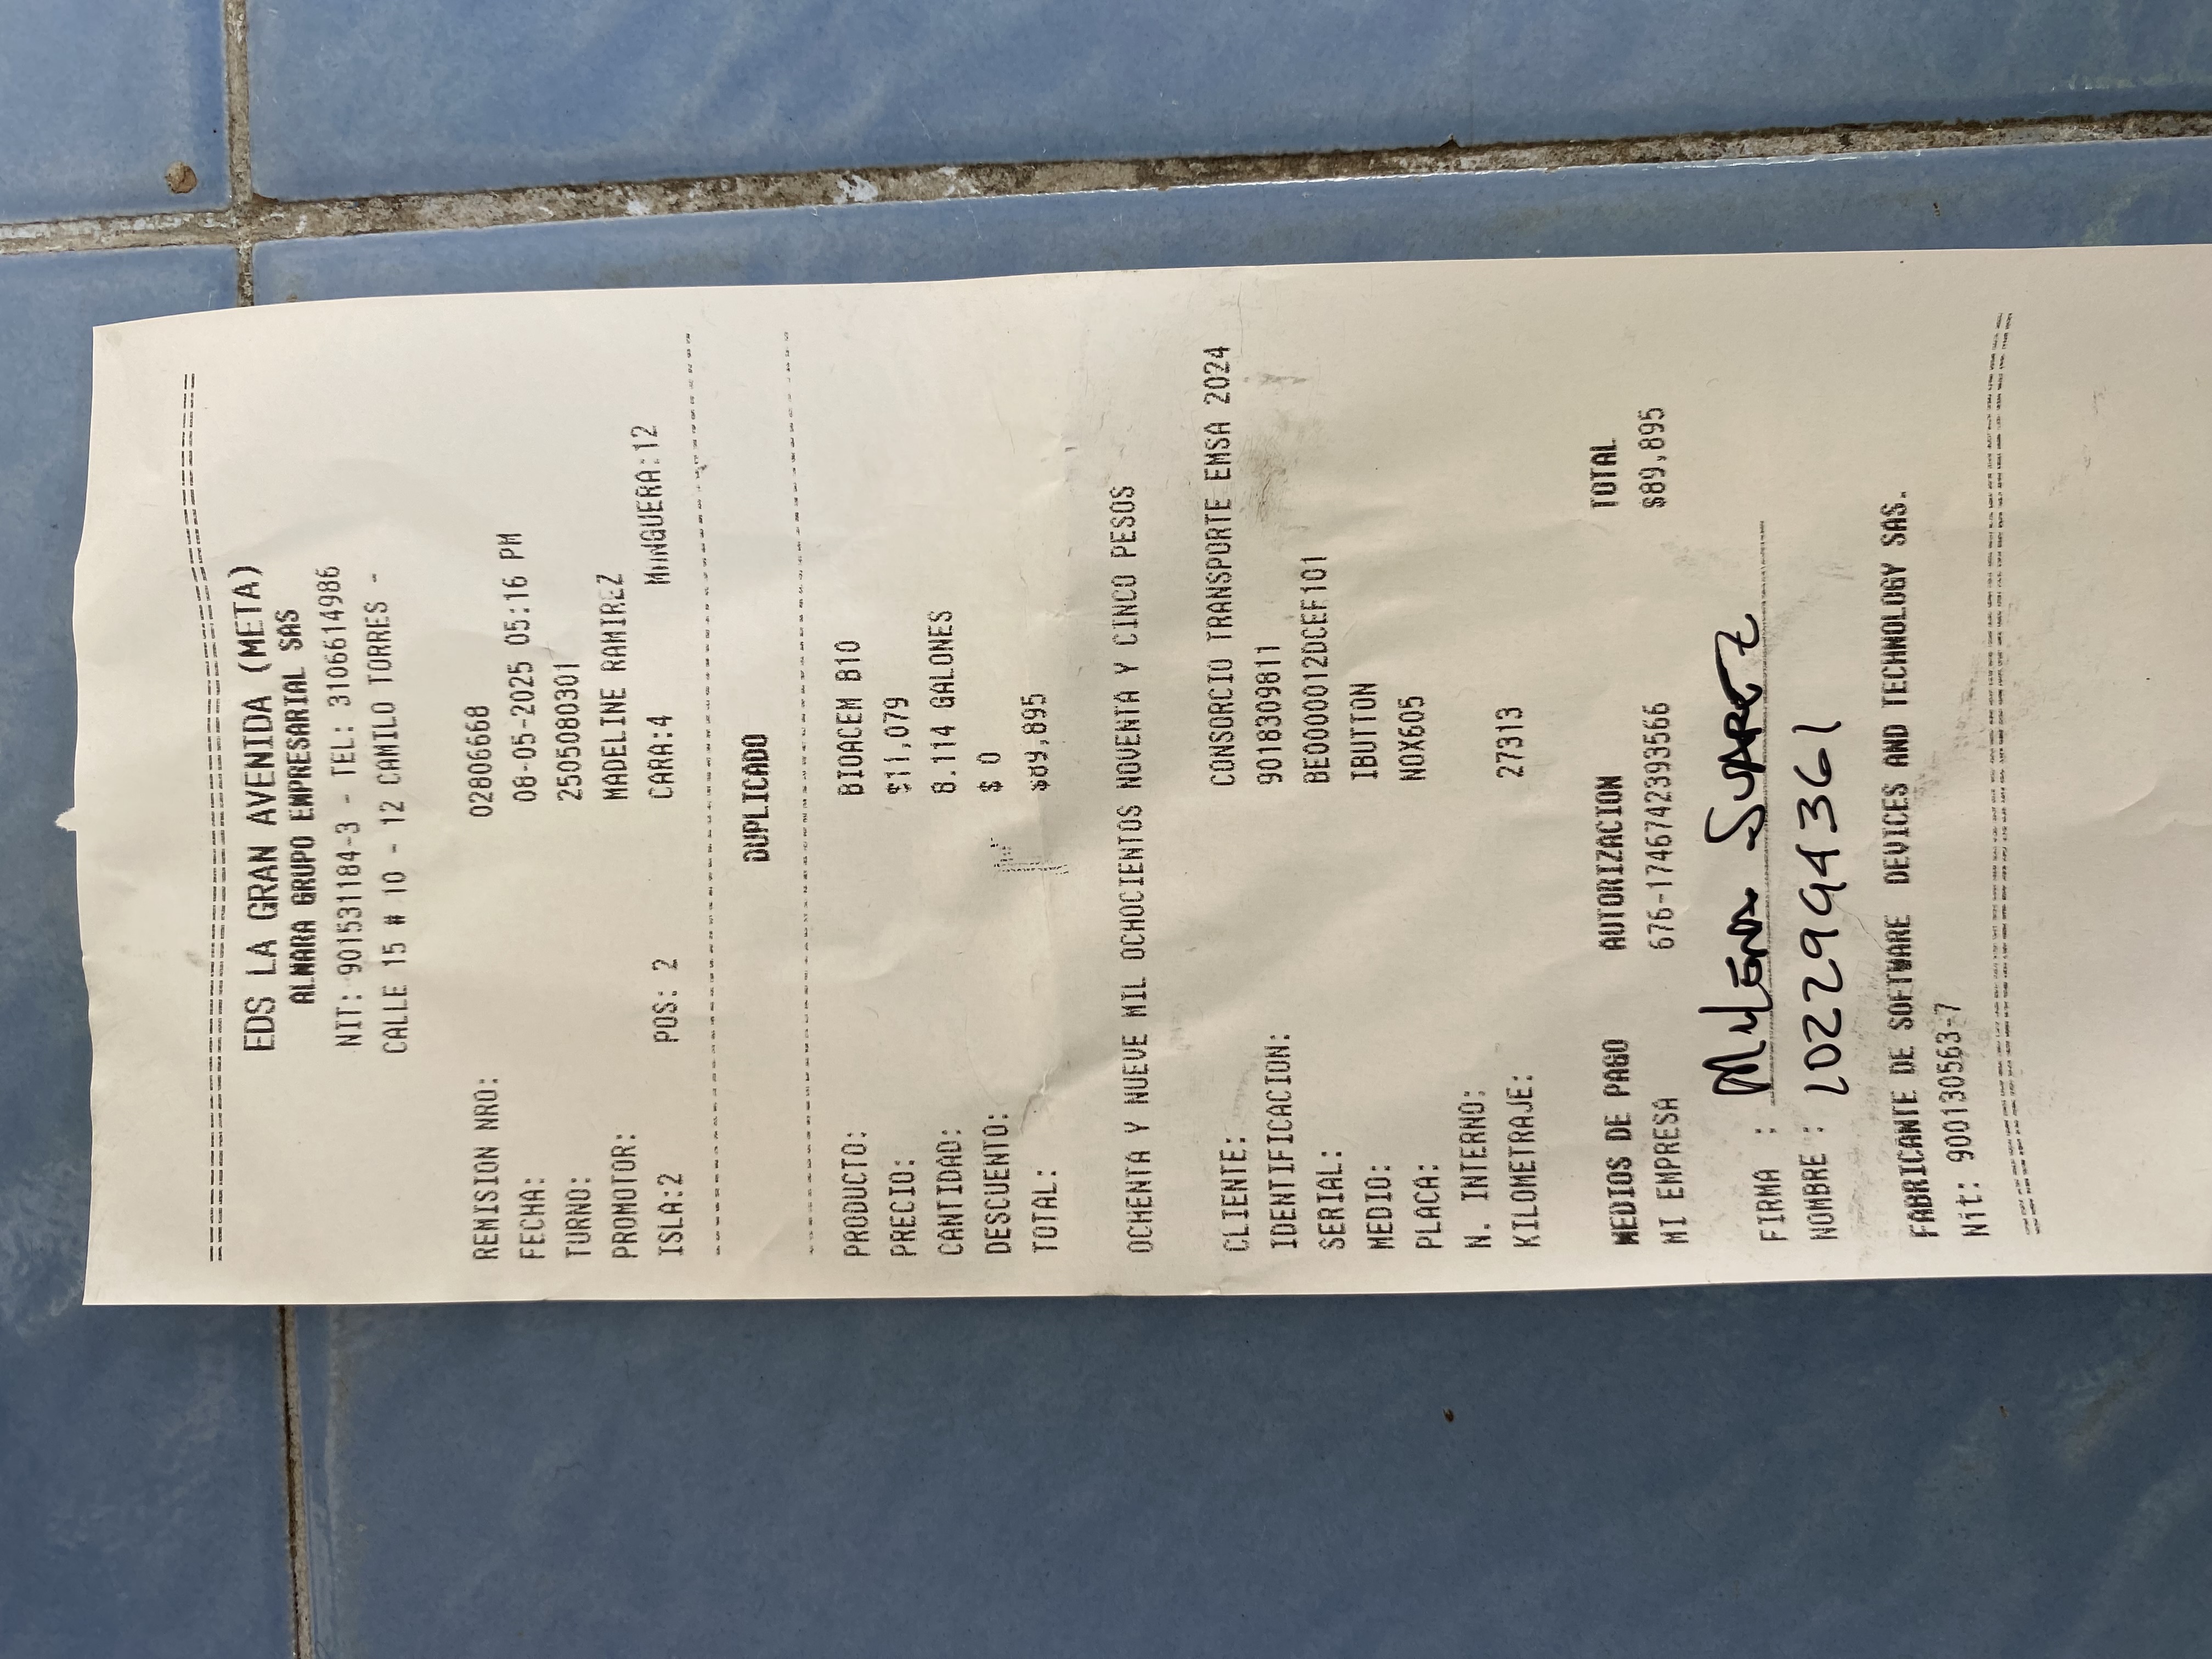 EDS LA GRAN AVENIDA (META)
ALMARA GRUPO EMPRESARIAL SAS
NIT: 901531184-3 - TEL: 3106614986
CALLE 15 # 10 - 12 CAMILO TORRES -
REMISION NRO: 02806668
FECHA: 08-05-2025 05:16 PM
TURNO: 2505080301
PROMOTOR: MADELINE RAMIREZ
ISLA:2 POS: 2 CARA:4 MANGUERA:12
DUPLICADO
PRODUCTO: BIOACEM B10
PRECIO: $11,079
CANTIDAD: 8.114 GALONES
DESCUENTO: $ 0
TOTAL: $89,895
OCHENTA Y NUEVE MIL OCHOCIENTOS NOVENTA Y CINCO PESOS
CLIENTE: CONSORCIO TRANSPORTE EMSA 2024
IDENTIFICACION: 9018309811
SERIAL: BE0000012DCEF101
MEDIO: IBUTTON
PLACA: NOX605
N. INTERNO:
KILOMETRAJE: 27313
MEDIOS DE PAGO AUTORIZACION TOTAL
MI EMPRESA 676-1746742393566 $89,895
FIRMA : Milena Suarez
NOMBRE : 1022994361
FABRICANTE DE SOFTWARE DEVICES AND TECHNOLOGY SAS.
Nit: 900130563-7